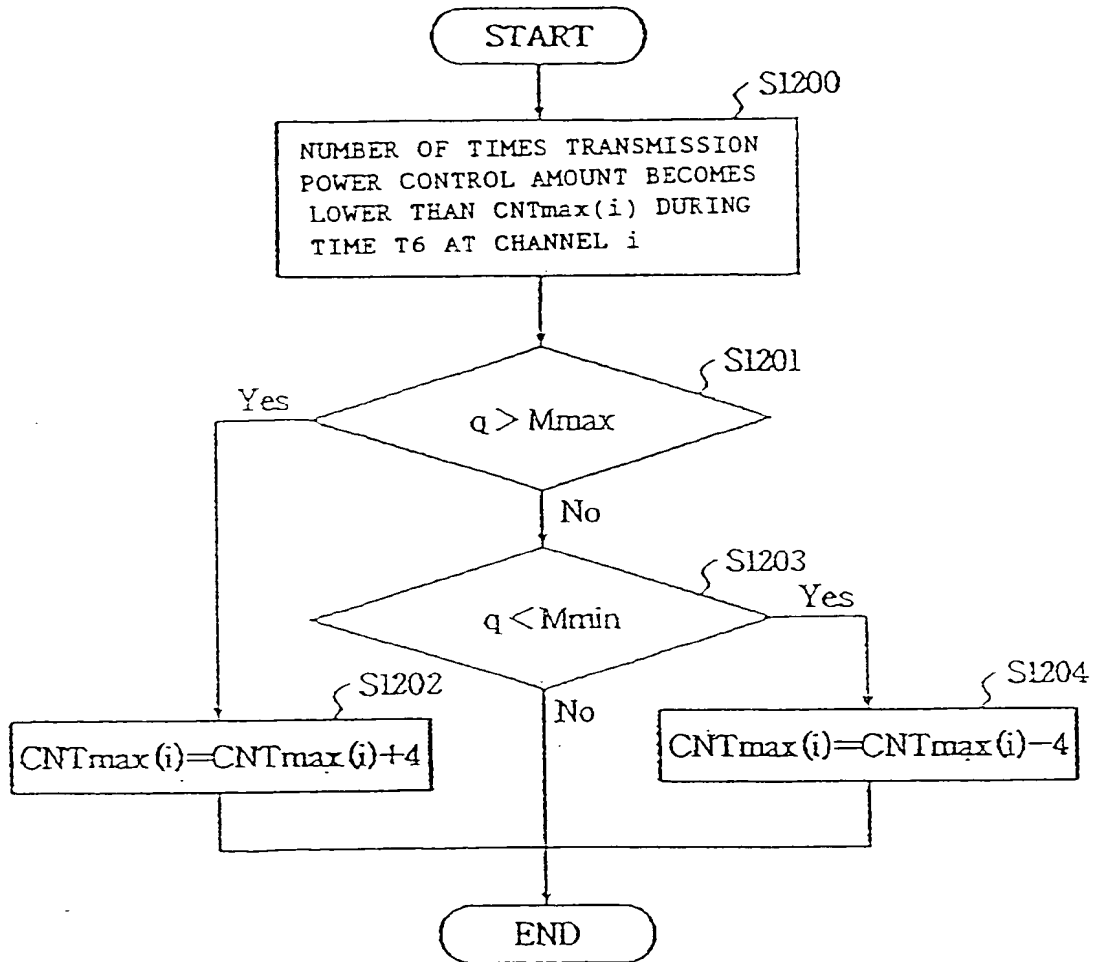 START
S1200
NUMBER OF TIMES TRANSMISSION
POWER CONTROL AMOUNT BECOMES
LOWER THAN CNTmax(i) DURING
TIME T6 AT CHANNEL i
S1201
Yes
q > Mmax
No
S1203
Yes
q < Mmin
S1202
No
S1204
CNTmax(i)=CNTmax(i)+4
CNTmax(i)=CNTmax(i)-4
END